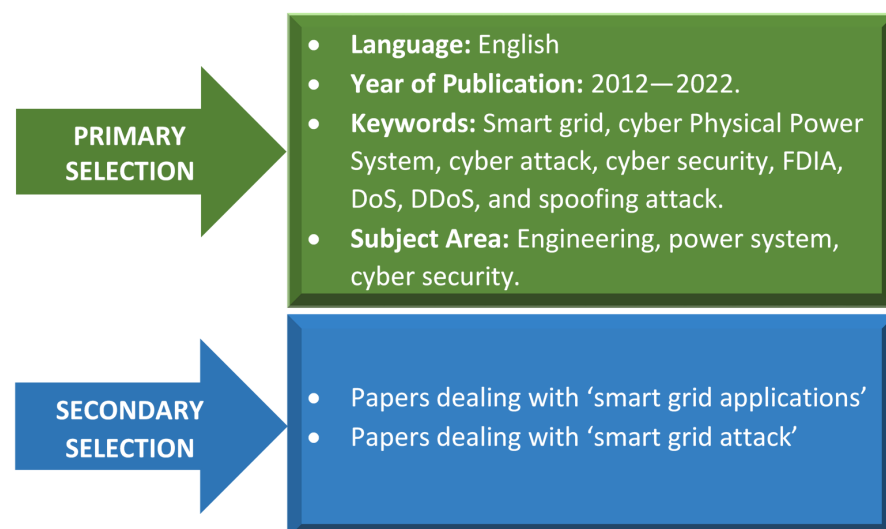 PRIMARY
SELECTION
• Language: English
• Year of Publication: 2012—2022.
• Keywords: Smart grid, cyber Physical Power
System, cyber attack, cyber security, FDIA,
DoS, DDoS, and spoofing attack.
• Subject Area: Engineering, power system,
cyber security.
SECONDARY
SELECTION
• Papers dealing with ‘smart grid applications’
• Papers dealing with ‘smart grid attack’